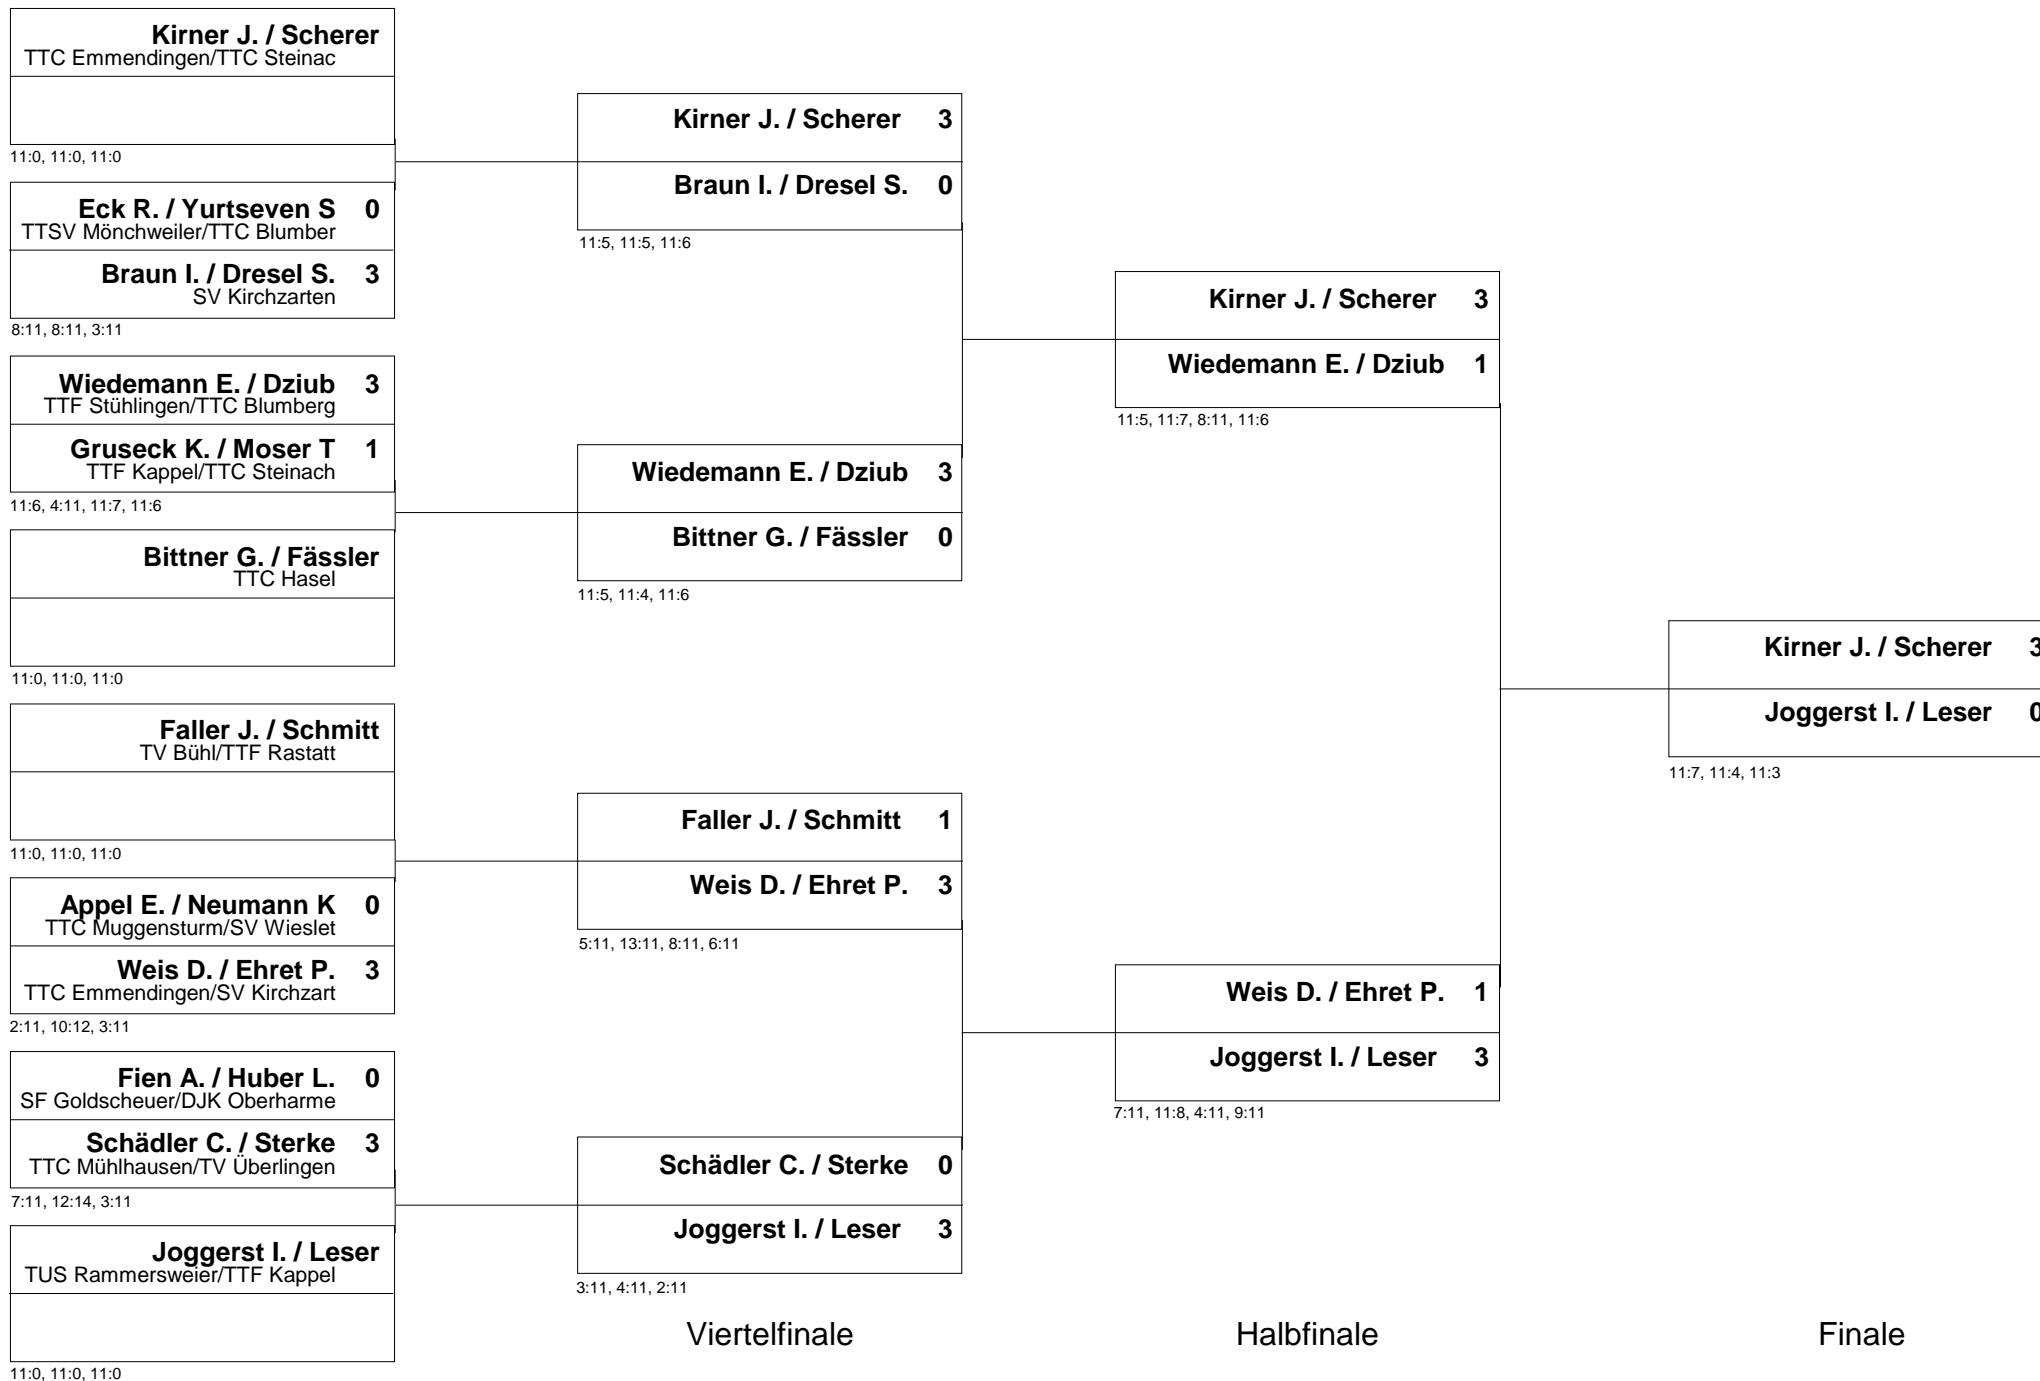 Kirner J. / Scherer
TTC Emmendingen/TTC Steinac
11:0, 11:0, 11:0
Eck R. / Yurtseven S 0
TTSV Mönchweiler/TTC Blumber
Braun I. / Dresel S. 3
SV Kirchzarten
8:11, 8:11, 3:11
Wiedemann E. / Dziub 3
TTF Stühlingen/TTC Blumberg
Gruseck K. / Moser T 1
TTF Kappel/TTC Steinach
11:6, 4:11, 11:7, 11:6
Bittner G. / Fässler
TTC Hasel
11:0, 11:0, 11:0
Faller J. / Schmitt
TV Bühl/TTF Rastatt
11:0, 11:0, 11:0
Appel E. / Neumann K 0
TTC Muggensturm/SV Wieslet
Weis D. / Ehret P. 3
TTC Emmendingen/SV Kirchzart
2:11, 10:12, 3:11
Fien A. / Huber L. 0
SF Goldscheuer/DJK Oberharme
Schädler C. / Sterke 3
TTC Mühlhausen/TV Überlingen
7:11, 12:14, 3:11
Joggerst I. / Leser
TUS Rammersweier/TTF Kappel
11:0, 11:0, 11:0
Kirner J. / Scherer 3
Braun I. / Dresel S. 0
11:5, 11:5, 11:6
Wiedemann E. / Dziub 3
Bittner G. / Fässler 0
11:5, 11:4, 11:6
Faller J. / Schmitt 1
Weis D. / Ehret P. 3
5:11, 13:11, 8:11, 6:11
Schädler C. / Sterke 0
Joggerst I. / Leser 3
3:11, 4:11, 2:11
Viertelfinale
Kirner J. / Scherer 3
Wiedemann E. / Dziub 1
11:5, 11:7, 8:11, 11:6
Weis D. / Ehret P. 1
Joggerst I. / Leser 3
7:11, 11:8, 4:11, 9:11
Halbfinale
Kirner J. / Scherer 3
Joggerst I. / Leser 0
11:7, 11:4, 11:3
Finale